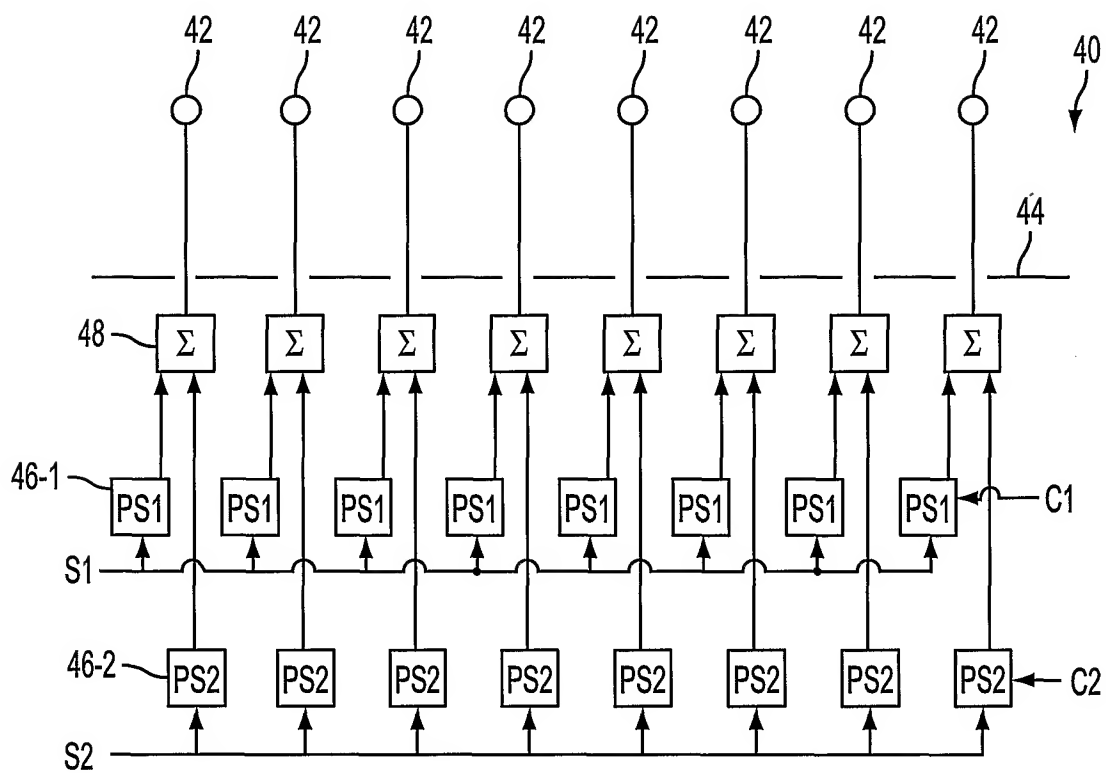 42 42 42 42 42 42 42 42
40
44
48 Σ Σ Σ Σ Σ Σ Σ Σ
46-1 PS1 PS1 PS1 PS1 PS1 PS1 PS1 PS1 C1
S1
46-2 PS2 PS2 PS2 PS2 PS2 PS2 PS2 PS2 C2
S2